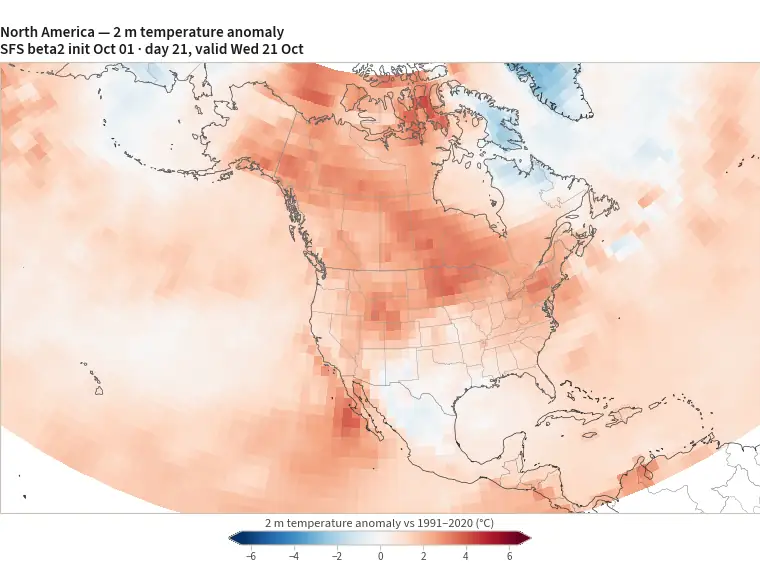 North America — 2 m temperature anomaly
SFS beta2 init Oct 01 · day 21, valid Wed 21 Oct
2 m temperature anomaly vs 1991–2020 (°C)
−6 −4 −2 0 2 4 6